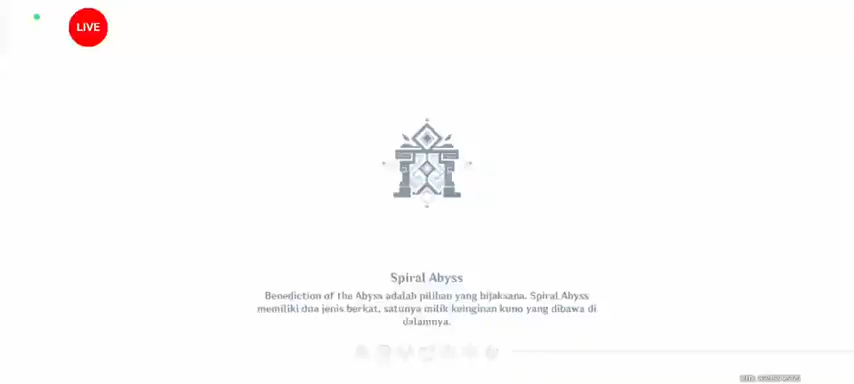 LIVE
Spiral Abyss
Benediction of the Abyss adalah pilihan yang bijaksana. Spiral Abyss
memiliki dua jenis berkat, satunya milik keinginan kuno yang dibawa di
dalamnya.